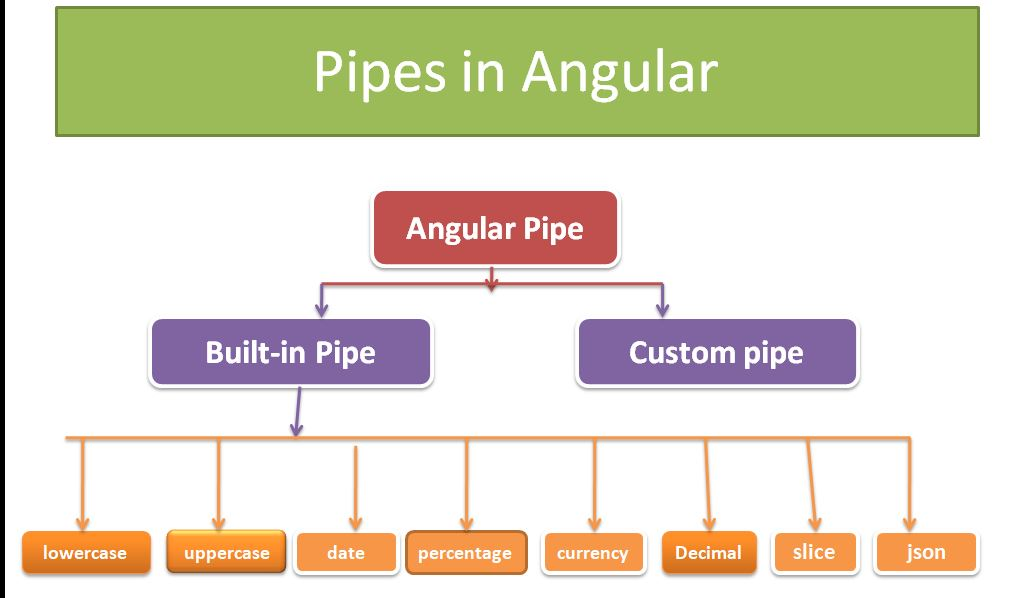 Pipes in Angular
Angular Pipe
Built-in Pipe
Custom pipe
lowercase
uppercase
date
percentage
currency
Decimal
slice
json